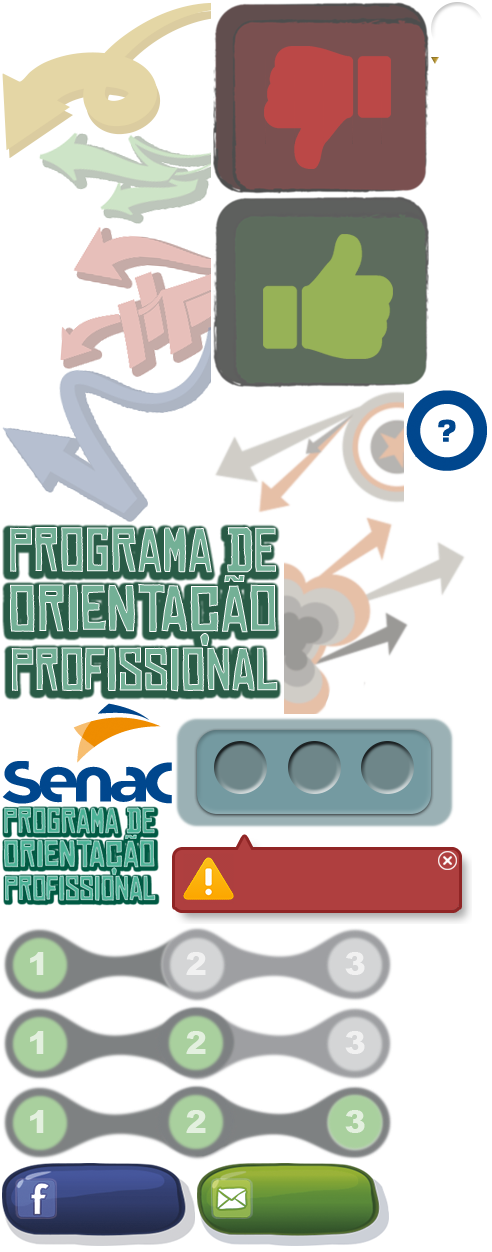 ?
PROGRAMA DE
ORIENTAÇÃO
PROFISSIONAL
senac
PROGRAMA DE
ORIENTAÇÃO
PROFISSIONAL
!
1 2 3
1 2 3
1 2 3
f